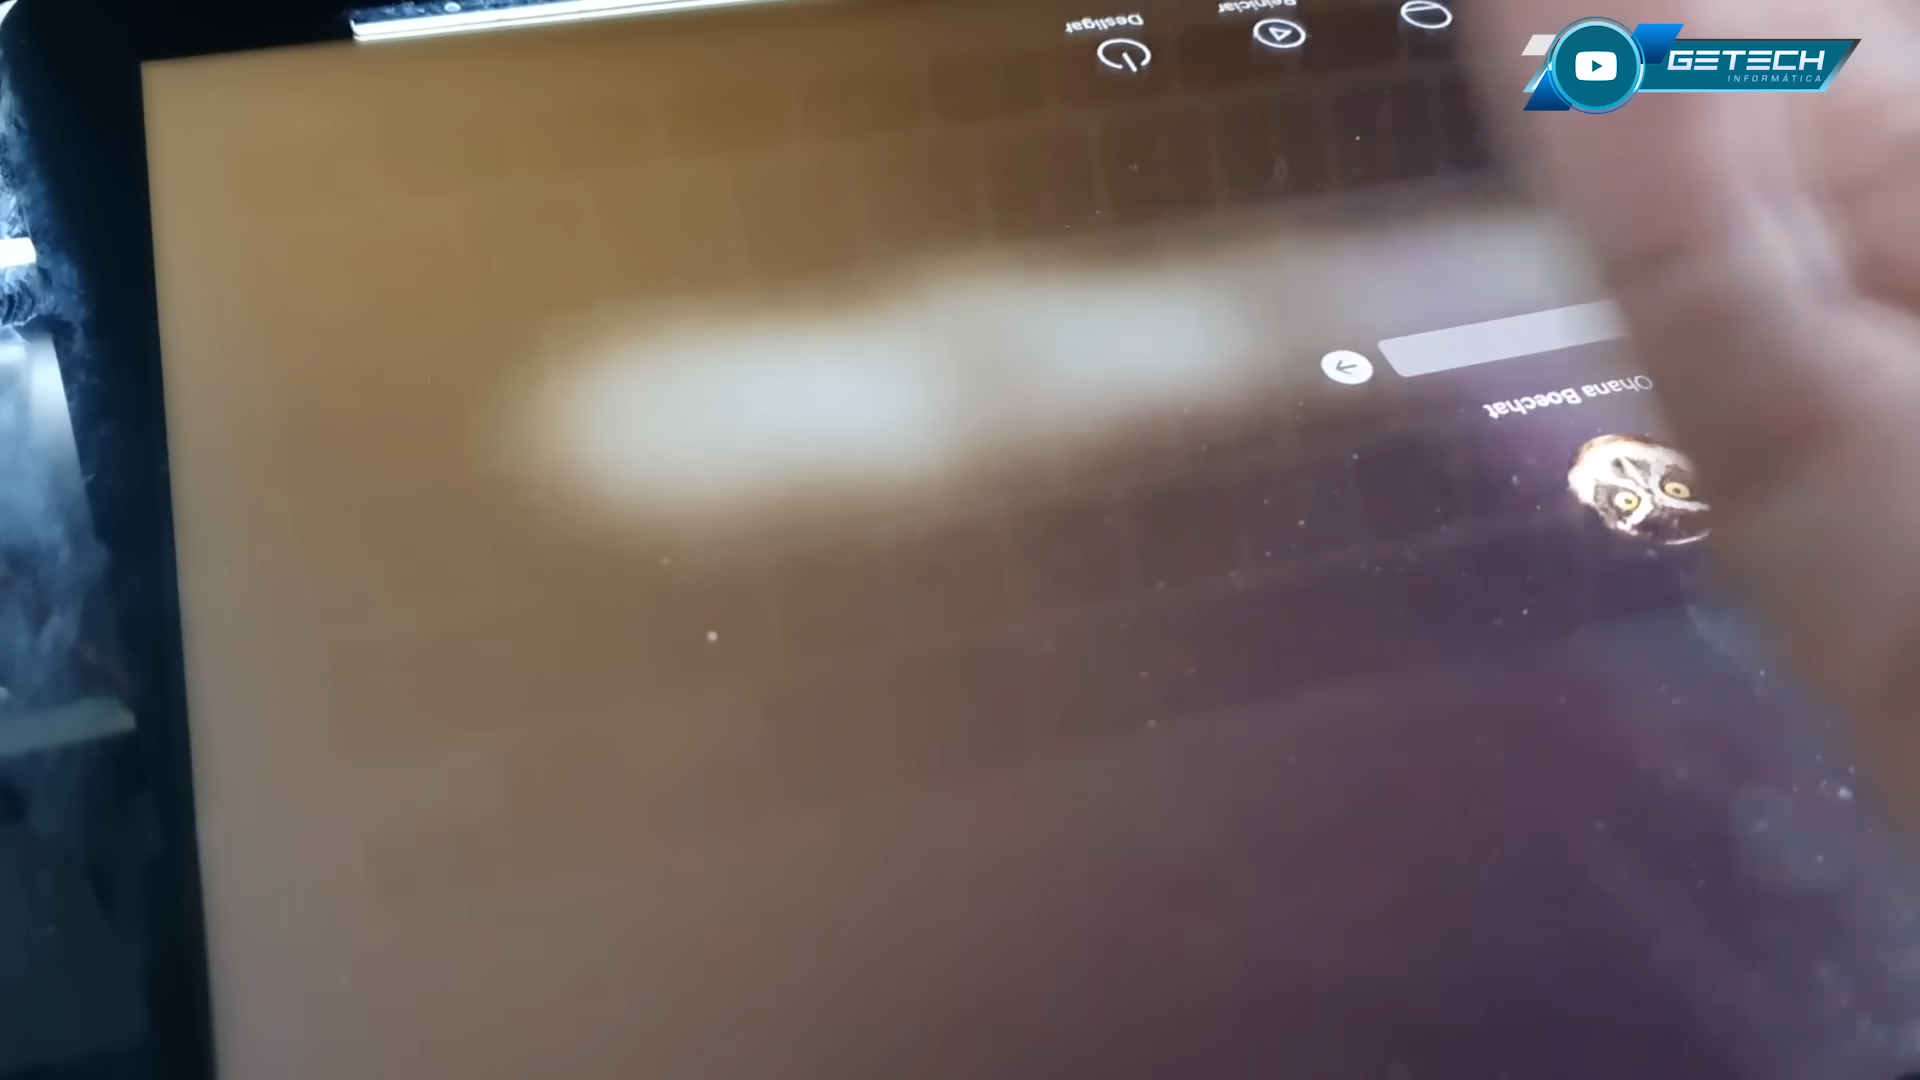 GETECH
INFORMÁTICA
Desligar
Reiniciar
Ohana Boechat